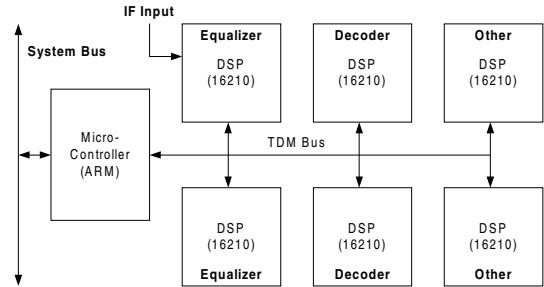 IF Input
System Bus
Equalizer
DSP
(16210)
Decoder
DSP
(16210)
Other
DSP
(16210)
Micro-
Controller
(ARM)
TDM Bus
DSP
(16210)
Equalizer
DSP
(16210)
Decoder
DSP
(16210)
Other